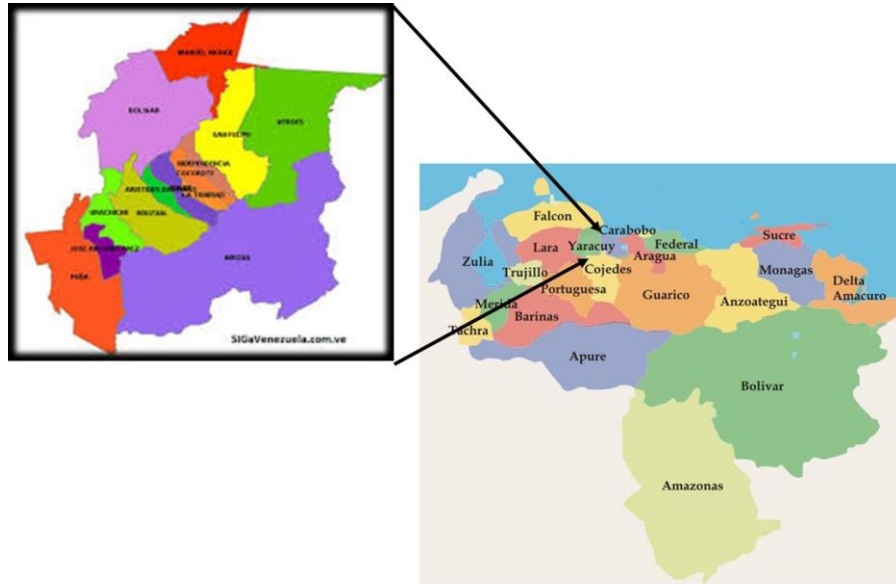 MANUEL MONGE
BOLIVAR
SAN FELIPE
VEROES
INDEPENDENCIA
COCOROTE
LA TRINIDAD
URACHICHE
BRUZUAL
PEÑA
NIRGUA
SIGaVenezuela.com.ve
Falcon
Carabobo
Federal
Sucre
Lara
Yaracuy
Aragua
Zulia
Trujillo
Cojedes
Monagas
Delta
Amacuro
Portuguesa
Guarico
Anzoategui
Merida
Barinas
Tachra
Apure
Bolivar
Amazonas